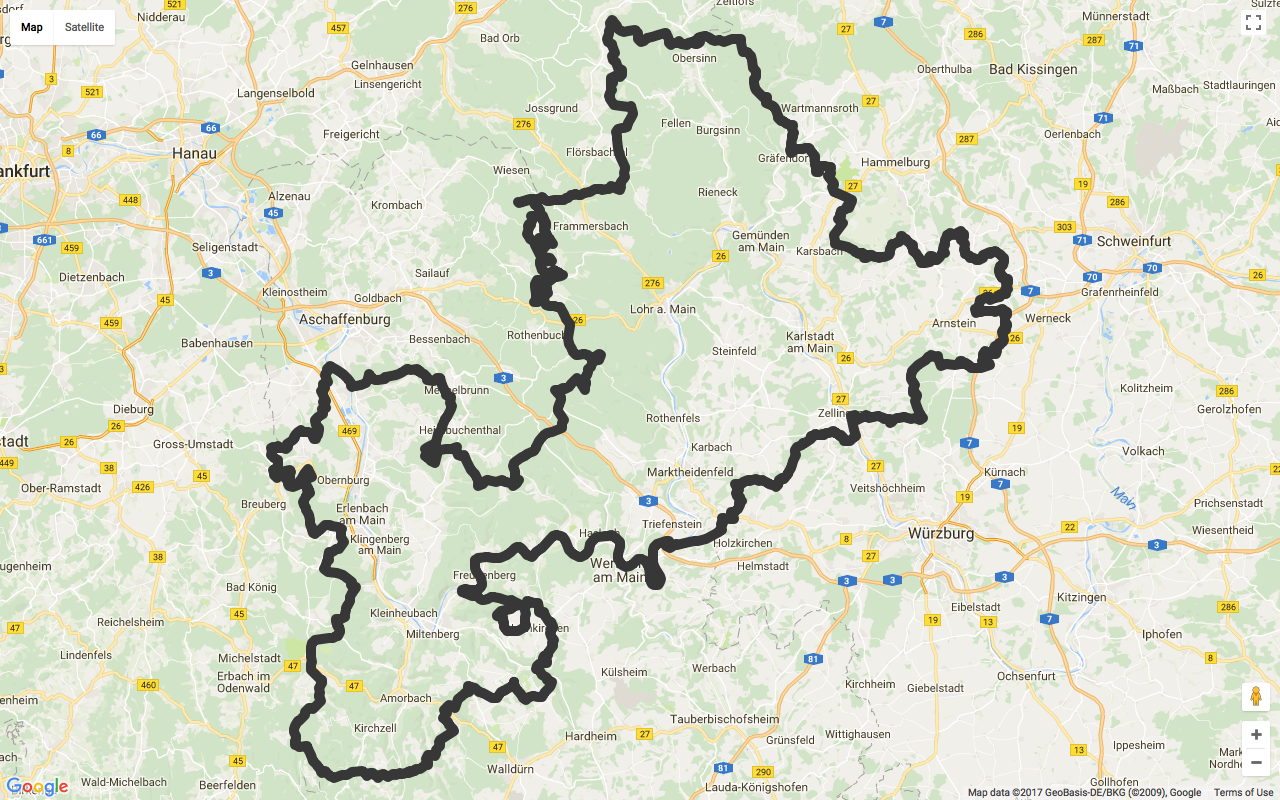 Map
Satellite
521
Nidderau
276
457
Bad Orb
Zeitlofs
27
7
286
Münnerstadt
287
71
Obersinn
Oberthulba
Bad Kissingen
Stadtlauringen
Maßbach
3
521
Gelnhausen
Linsengericht
Langenselbold
Jossgrund
276
Wartmannsroth
27
71
66
66
Freigericht
Fellen
Burgsinn
287
Oerlenbach
8
Hanau
Flörsbachtal
Gräfendorf
Hammelburg
ankfurt
Wiesen
27
19
286
448
Alzenau
Krombach
Rieneck
45
Frammersbach
303
661
459
Seligenstadt
Gemünden
am Main
Karsbach
26
71
Schweinfurt
Dietzenbach
3
Sailauf
276
70
70
26
Kleinostheim
Goldbach
26
7
Grafenrheinfeld
45
Lohr a. Main
459
Aschaffenburg
26
Arnstein
Werneck
Babenhausen
Bessenbach
Rothenbuch
Karlstadt
am Main
26
Steinfeld
26
3
Mespelbrunn
Kolitzheim
286
Dieburg
27
Gerolzhofen
26
469
Heimbuchenthal
Rothenfels
Zellingen
19
stadt
26
Gross-Umstadt
Karbach
7
Volkach
449
38
45
Obernburg
Marktheidenfeld
27
Kürnach
Ober-Ramstadt
426
Veitshöchheim
7
Breuberg
Erlenbach
am Main
3
19
Main
Prichsenstadt
Triefenstein
22
Wiesentheid
Klingenberg
am Main
Hasloch
Holzkirchen
8
Würzburg
3
38
27
Helmstadt
ugenheim
Bad König
Freudenberg
Wertheim
am Main
3
3
3
Kitzingen
45
Kleinheubach
Eibelstadt
286
47
Reichelsheim
Miltenberg
19
13
7
Iphofen
Lindenfels
Michelstadt
47
81
8
Erbach im
Odenwald
Külsheim
Werbach
Ochsenfurt
460
47
Amorbach
Kirchheim
Giebelstadt
Kirchzell
Tauberbischofsheim
Hardheim
27
Grünsfeld
Wittighausen
13
Ippesheim
47
45
Walldürn
81
290
Wald-Michelbach
Beerfelden
Lauda-Königshofen
Gollhofen
Google
Map data ©2017 GeoBasis-DE/BKG (©2009), Google
Terms of Use